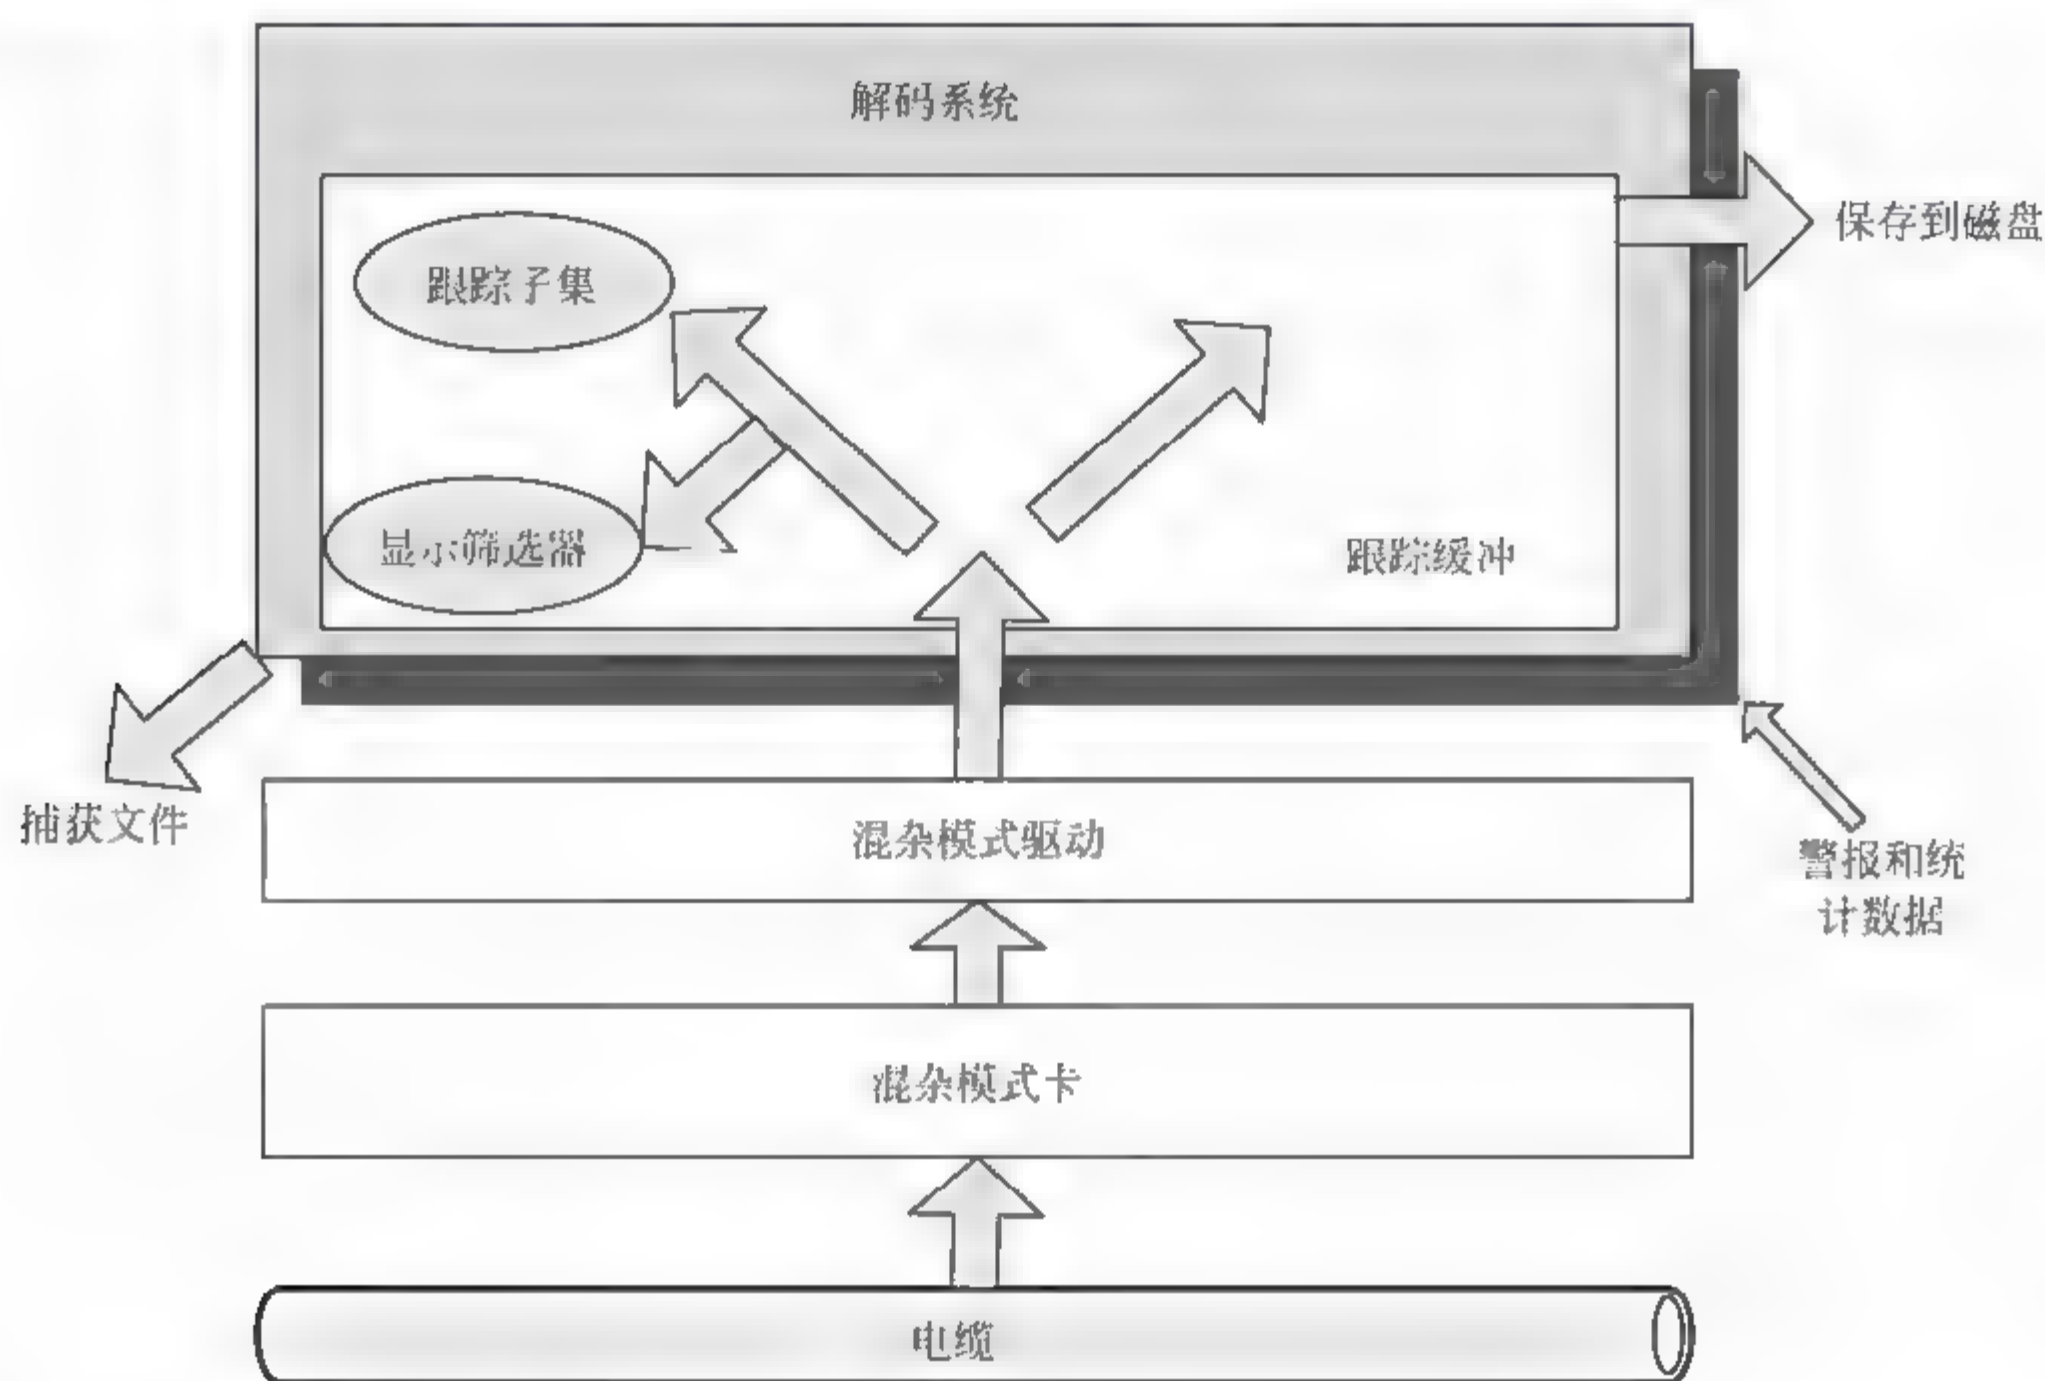 解码系统
保存到磁盘
跟踪子集
显示筛选器
跟踪缓冲
捕获文件
混杂模式驱动
警报和统
计数据
混杂模式卡
电缆